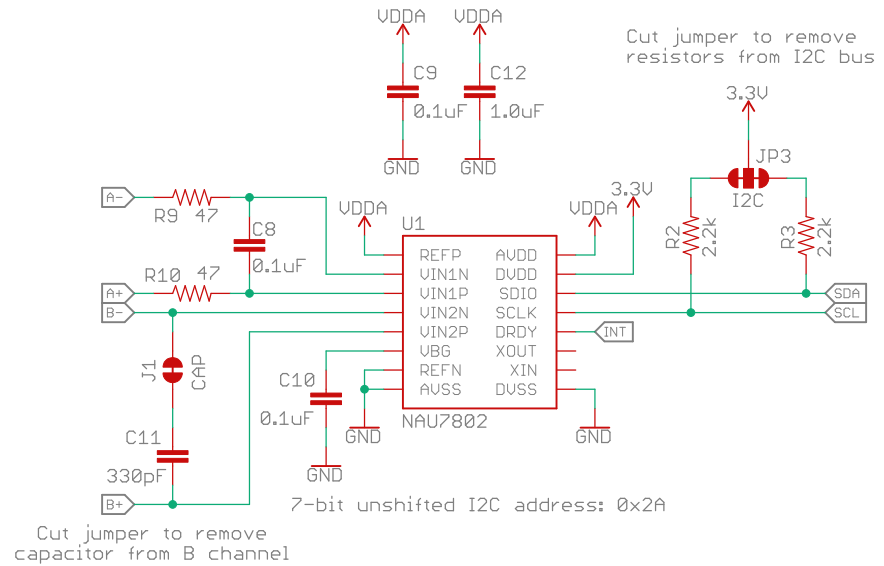 VDDA
VDDA
Cut jumper to remove
resistors from I2C bus
C9
0.1uF
C12
1.0uF
GND
GND
3.3V
JP3
I2C
R2
2.2k
R3
2.2k
A-
R9 47
C8
0.1uF
R10 47
A+
B-
VDDA
U1
VDDA
3.3V
REFP
VIN1N
VIN1P
VIN2N
VIN2P
VBG
REFN
AVSS
AVDD
DVDD
SDIO
SCLK
DRDY
XOUT
XIN
DVSS
NAU7802
INT
SDA
SCL
J1
CAP
C10
0.1uF
GND
GND
GND
C11
330pF
B+
7-bit unshifted I2C address: 0x2A
Cut jumper to remove
capacitor from B channel